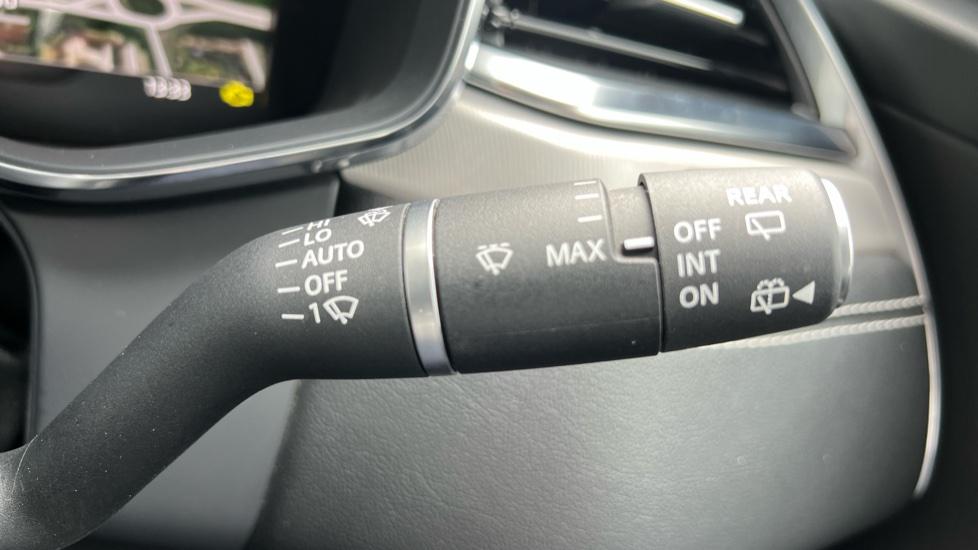 HI
LO
AUTO
OFF
1
MAX
REAR
OFF
INT
ON